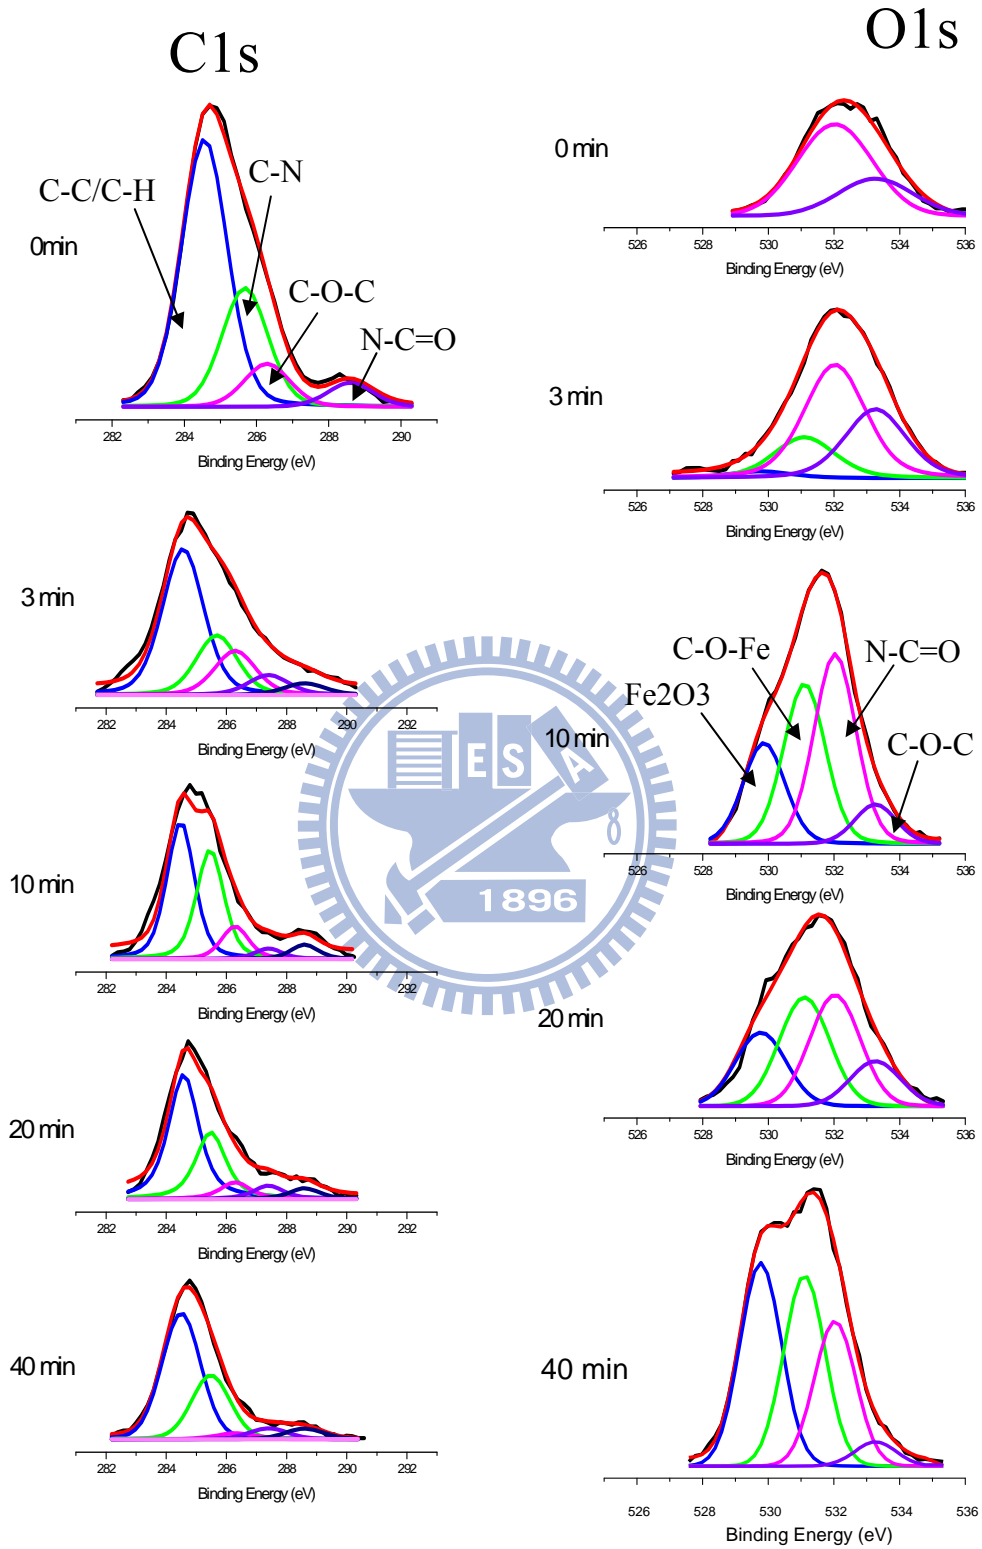 C1s
O1s
C-C/C-H
C-N
C-O-C
N-C=O
0min
282 284 286 288 290
Binding Energy (eV)
3 min
282 284 286 288 290 292
Binding Energy (eV)
10 min
282 284 286 288 290 292
Binding Energy (eV)
20 min
282 284 286 288 290 292
Binding Energy (eV)
40 min
282 284 286 288 290 292
Binding Energy (eV)
0 min
526 528 530 532 534 536
Binding Energy (eV)
3 min
526 528 530 532 534 536
Binding Energy (eV)
C-O-Fe
N-C=O
Fe2O3
C-O-C
10 min
526 528 530 532 534 536
Binding Energy (eV)
20 min
526 528 530 532 534 536
Binding Energy (eV)
40 min
526 528 530 532 534 536
Binding Energy (eV)
E S A
1896